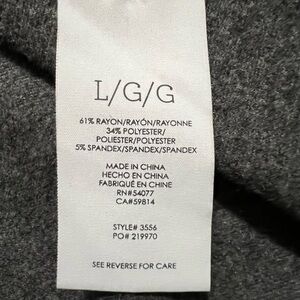 L/G/G
61% RAYON/RAYÓN/RAYONNE
34% POLYESTER/
POLIESTER/POLYESTER
5% SPANDEX/SPANDEX/SPANDEX
MADE IN CHINA
HECHO EN CHINA
FABRIQUÉ EN CHINE
RN#54077
CA#59814
STYLE# 3556
PO# 219970
SEE REVERSE FOR CARE